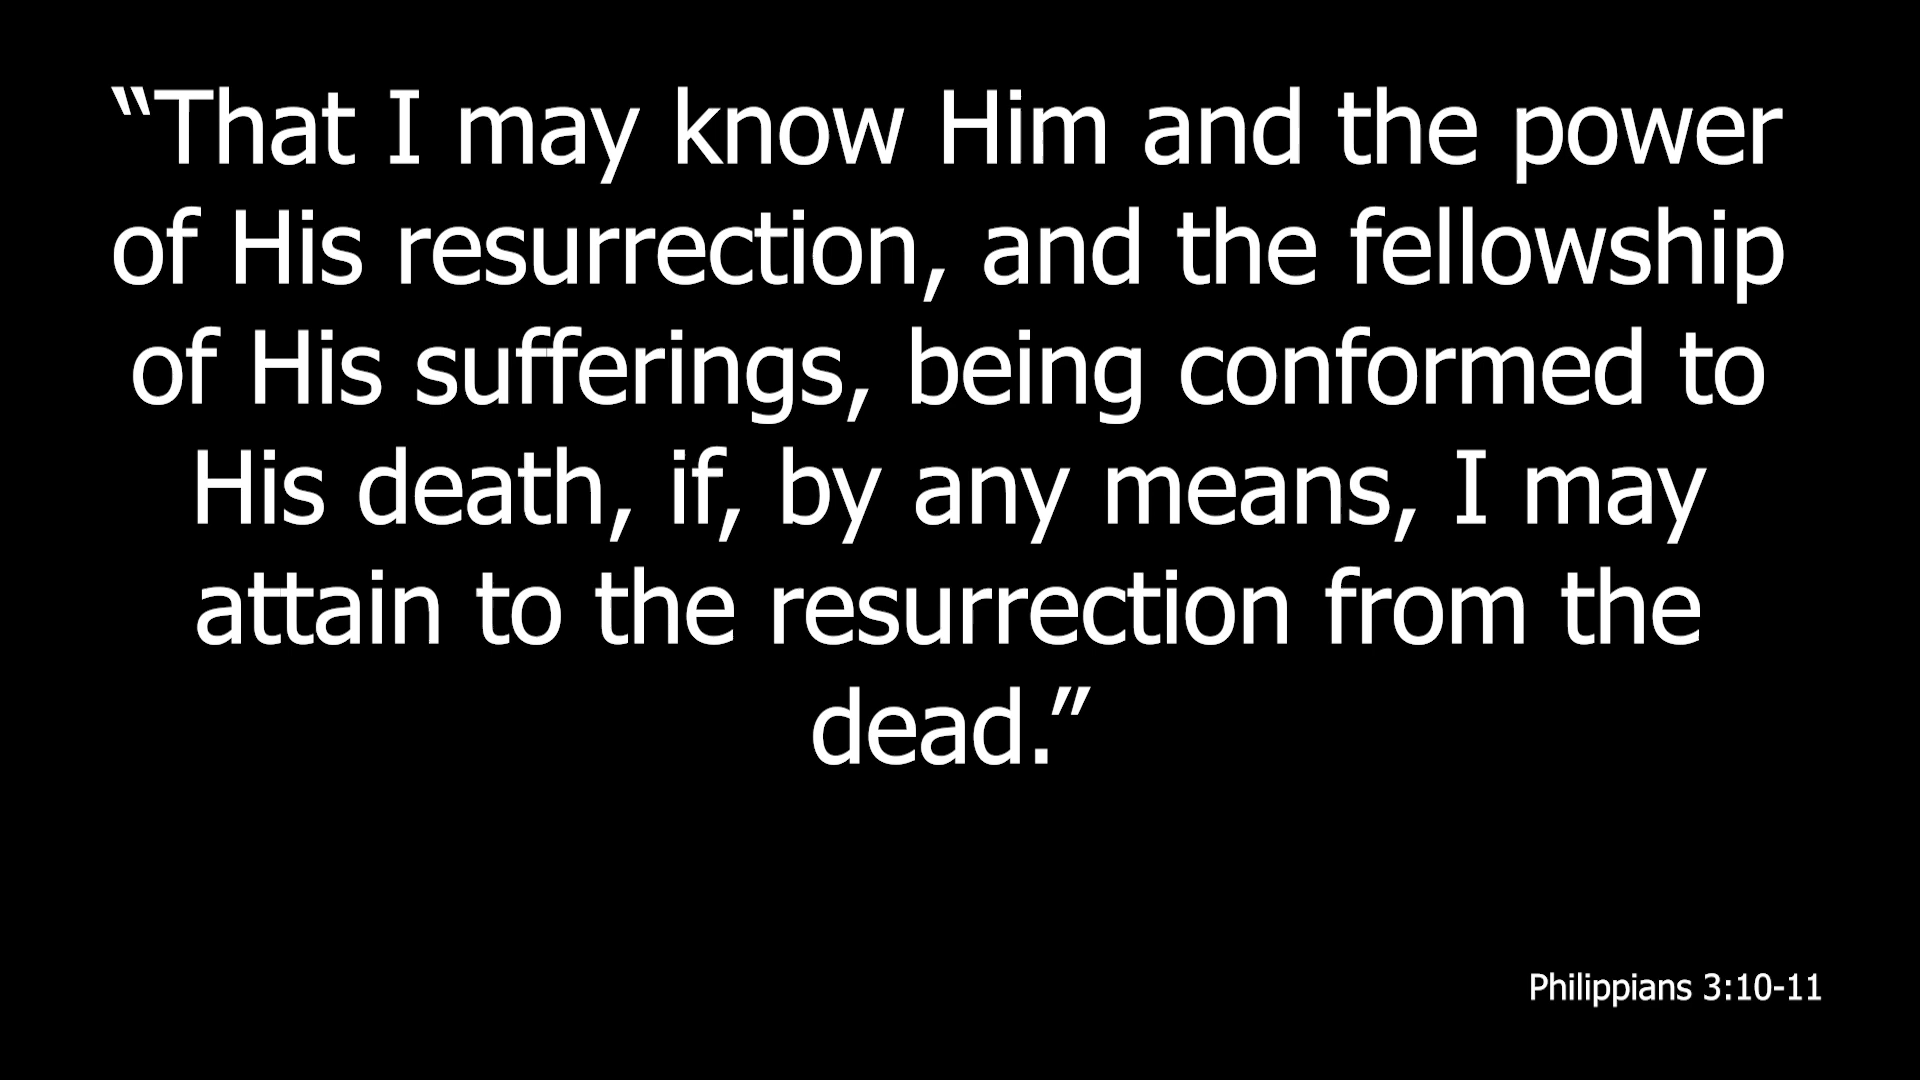 “That I may know Him and the power
of His resurrection, and the fellowship
of His sufferings, being conformed to
His death, if, by any means, I may
attain to the resurrection from the
dead.”
Philippians 3:10-11